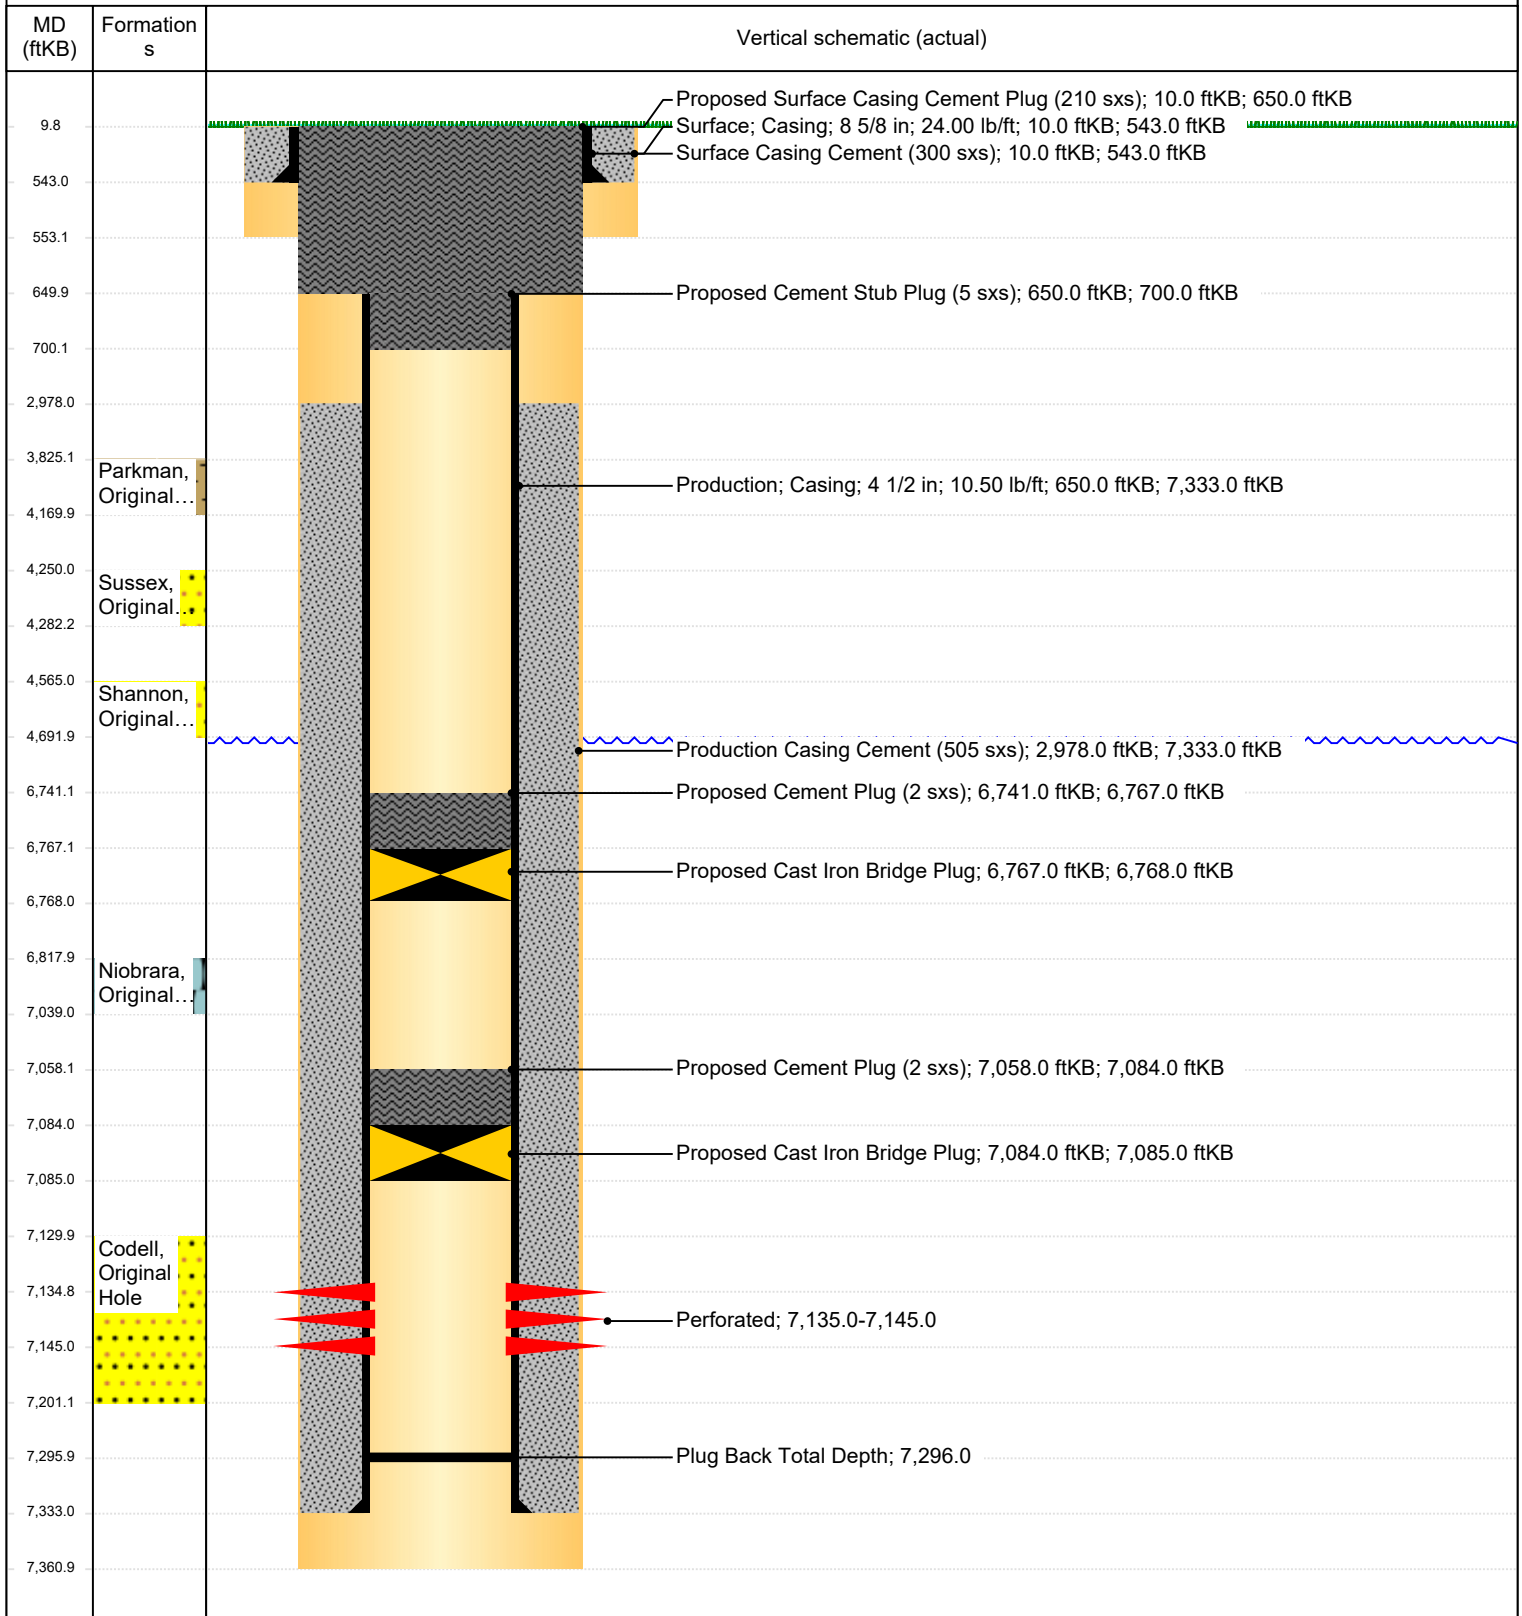 MD
(ftKB)
Formation
s
Vertical schematic (actual)
Proposed Surface Casing Cement Plug (210 sxs); 10.0 ftKB; 650.0 ftKB
9.8
Surface; Casing; 8 5/8 in; 24.00 lb/ft; 10.0 ftKB; 543.0 ftKB
Surface Casing Cement (300 sxs); 10.0 ftKB; 543.0 ftKB
543.0
553.1
649.9
Proposed Cement Stub Plug (5 sxs); 650.0 ftKB; 700.0 ftKB
700.1
2,978.0
3,825.1
Parkman,
Original...
Production; Casing; 4 1/2 in; 10.50 lb/ft; 650.0 ftKB; 7,333.0 ftKB
4,169.9
4,250.0
Sussex,
Original...
4,282.2
4,565.0
Shannon,
Original...
4,691.9
Production Casing Cement (505 sxs); 2,978.0 ftKB; 7,333.0 ftKB
6,741.1
Proposed Cement Plug (2 sxs); 6,741.0 ftKB; 6,767.0 ftKB
6,767.1
Proposed Cast Iron Bridge Plug; 6,767.0 ftKB; 6,768.0 ftKB
6,768.0
6,817.9
Niobrara,
Original...
7,039.0
7,058.1
Proposed Cement Plug (2 sxs); 7,058.0 ftKB; 7,084.0 ftKB
7,084.0
Proposed Cast Iron Bridge Plug; 7,084.0 ftKB; 7,085.0 ftKB
7,085.0
7,129.9
Codell,
Original
Hole
7,134.8
Perforated; 7,135.0-7,145.0
7,145.0
7,201.1
7,295.9
Plug Back Total Depth; 7,296.0
7,333.0
7,360.9